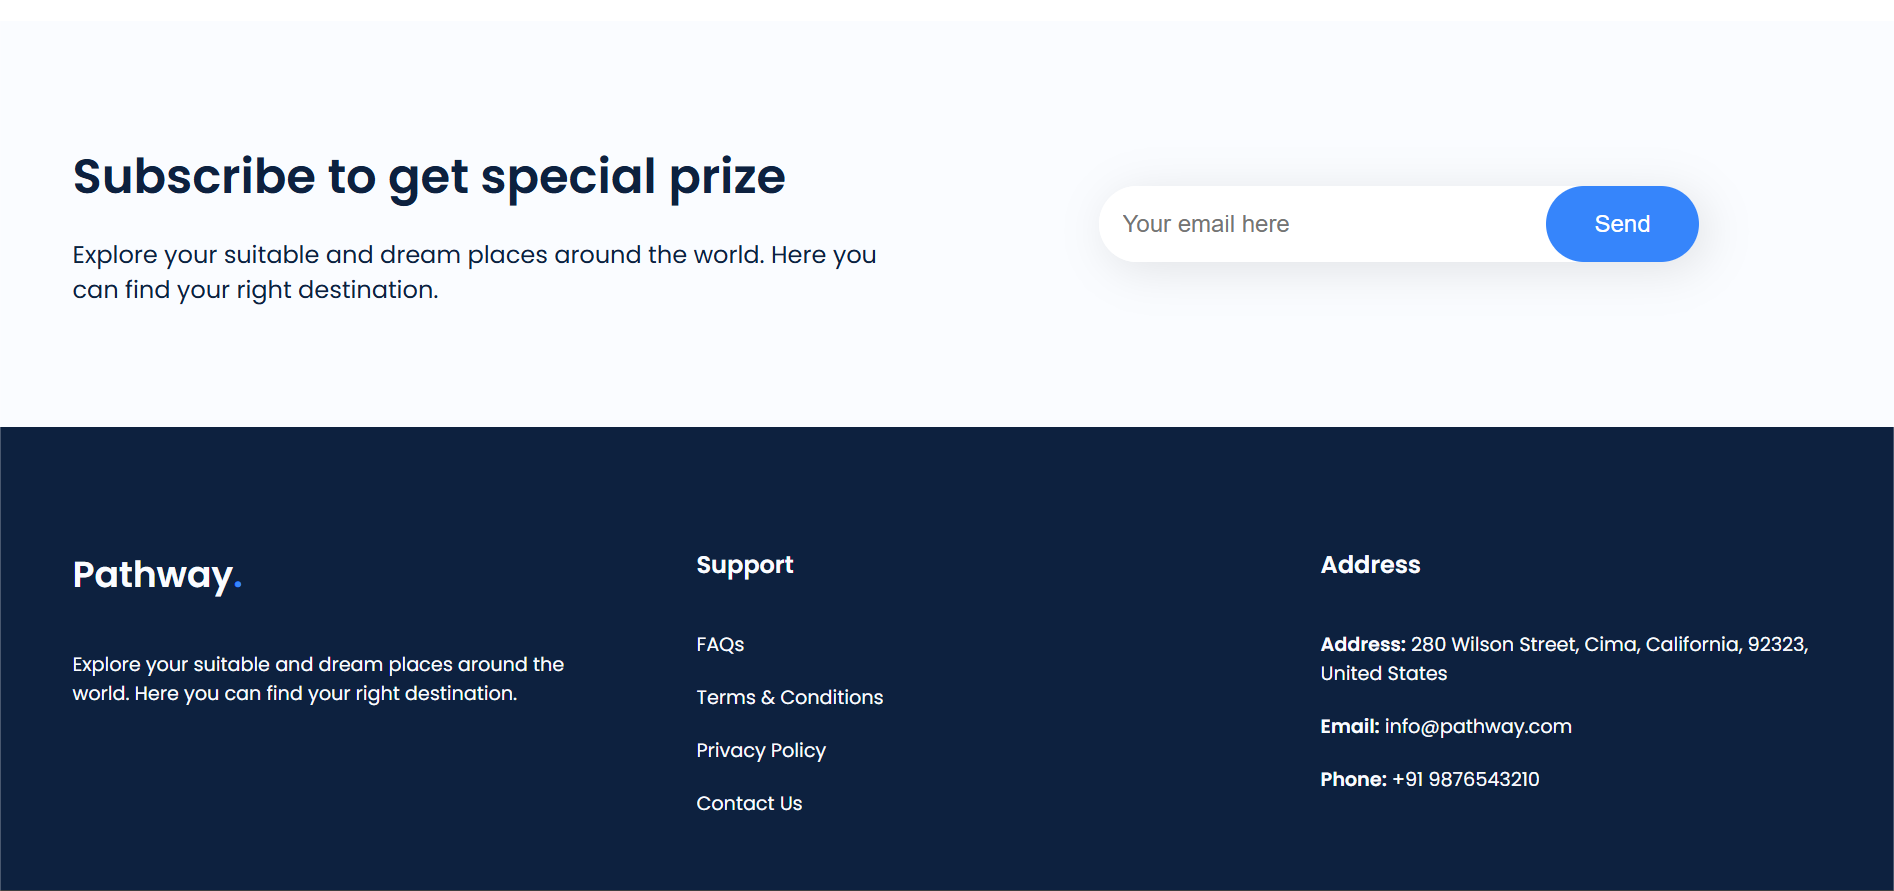 Subscribe to get special prize
Explore your suitable and dream places around the world. Here you
can find your right destination.
Your email here
Send
Pathway.
Explore your suitable and dream places around the
world. Here you can find your right destination.
Support
FAQs
Terms & Conditions
Privacy Policy
Contact Us
Address
Address: 280 Wilson Street, Cima, California, 92323,
United States
Email: info@pathway.com
Phone: +91 9876543210